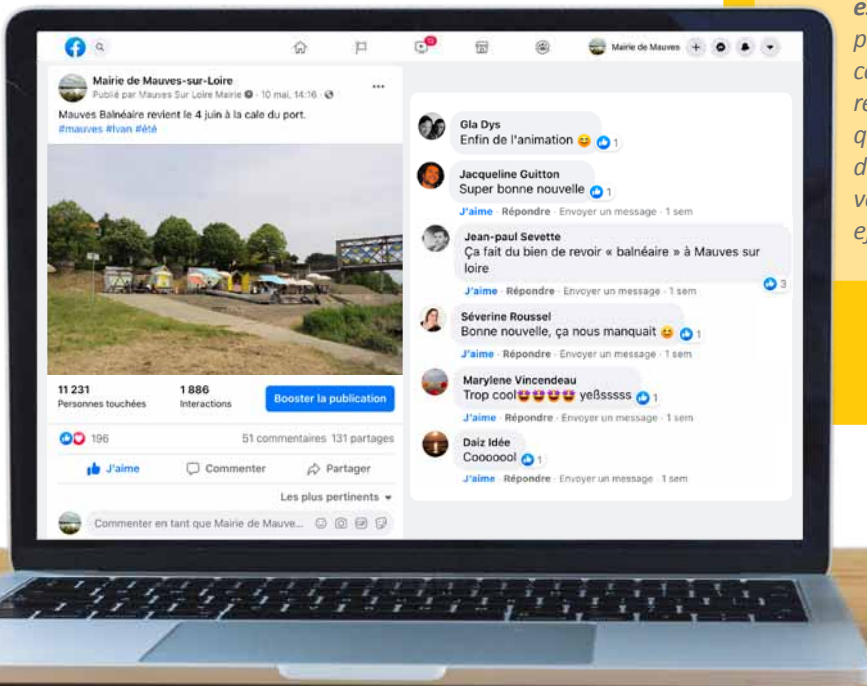 Mairie de Mauves
Mairie de Mauves-sur-Loire
Publié par Mauves Sur Loire Mairie · 10 mai, 14:16 ·
Mauves Balnéaire revient le 4 juin à la cale du port.
#mauves #lvan #été
11 231
Personnes touchées
1 886
Interactions
Booster la publication
196
51 commentaires 131 partages
J'aime
Commenter
Partager
Les plus pertinents
Commenter en tant que Mairie de Mauve...
Gla Dys
Enfin de l'animation 😄 1
Jacqueline Guitton
Super bonne nouvelle 1
J'aime · Répondre · Envoyer un message · 1 sem
Jean-paul Sevette
Ça fait du bien de revoir « balnéaire » à Mauves sur
loire
3
J'aime · Répondre · Envoyer un message · 1 sem
Séverine Roussel
Bonne nouvelle, ça nous manquait 😄 1
J'aime · Répondre · Envoyer un message · 1 sem
Marylene Vincendeau
Trop cool🤩🤩🤩🤩 yeßsssss 1
J'aime · Répondre · Envoyer un message · 1 sem
Daiz Idée
Cooooool 1
J'aime · Répondre · Envoyer un message · 1 sem